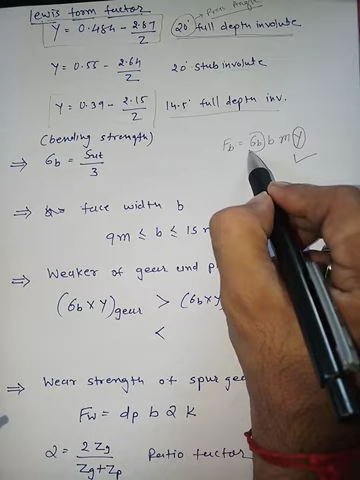 Lewis form factor
Y = 0.484 - 2.87/Z 20° full depth involute
Y = 0.55 - 2.64/Z 20° stub involute
Y = 0.39 - 2.15/Z 14.5° full depth inv.
(bending strength)
Fb = σb b m Y
⇒ σb = Sut/3
⇒ face width b
9m ≤ b ≤ 15
⇒ Weaker of gear and p
(σb × Y)gear > (σb × Y)
<
⇒ Wear strength of spur gea
Fw = dp b Q K
Q = 2Zg/(Zg+Zp) Ratio factor